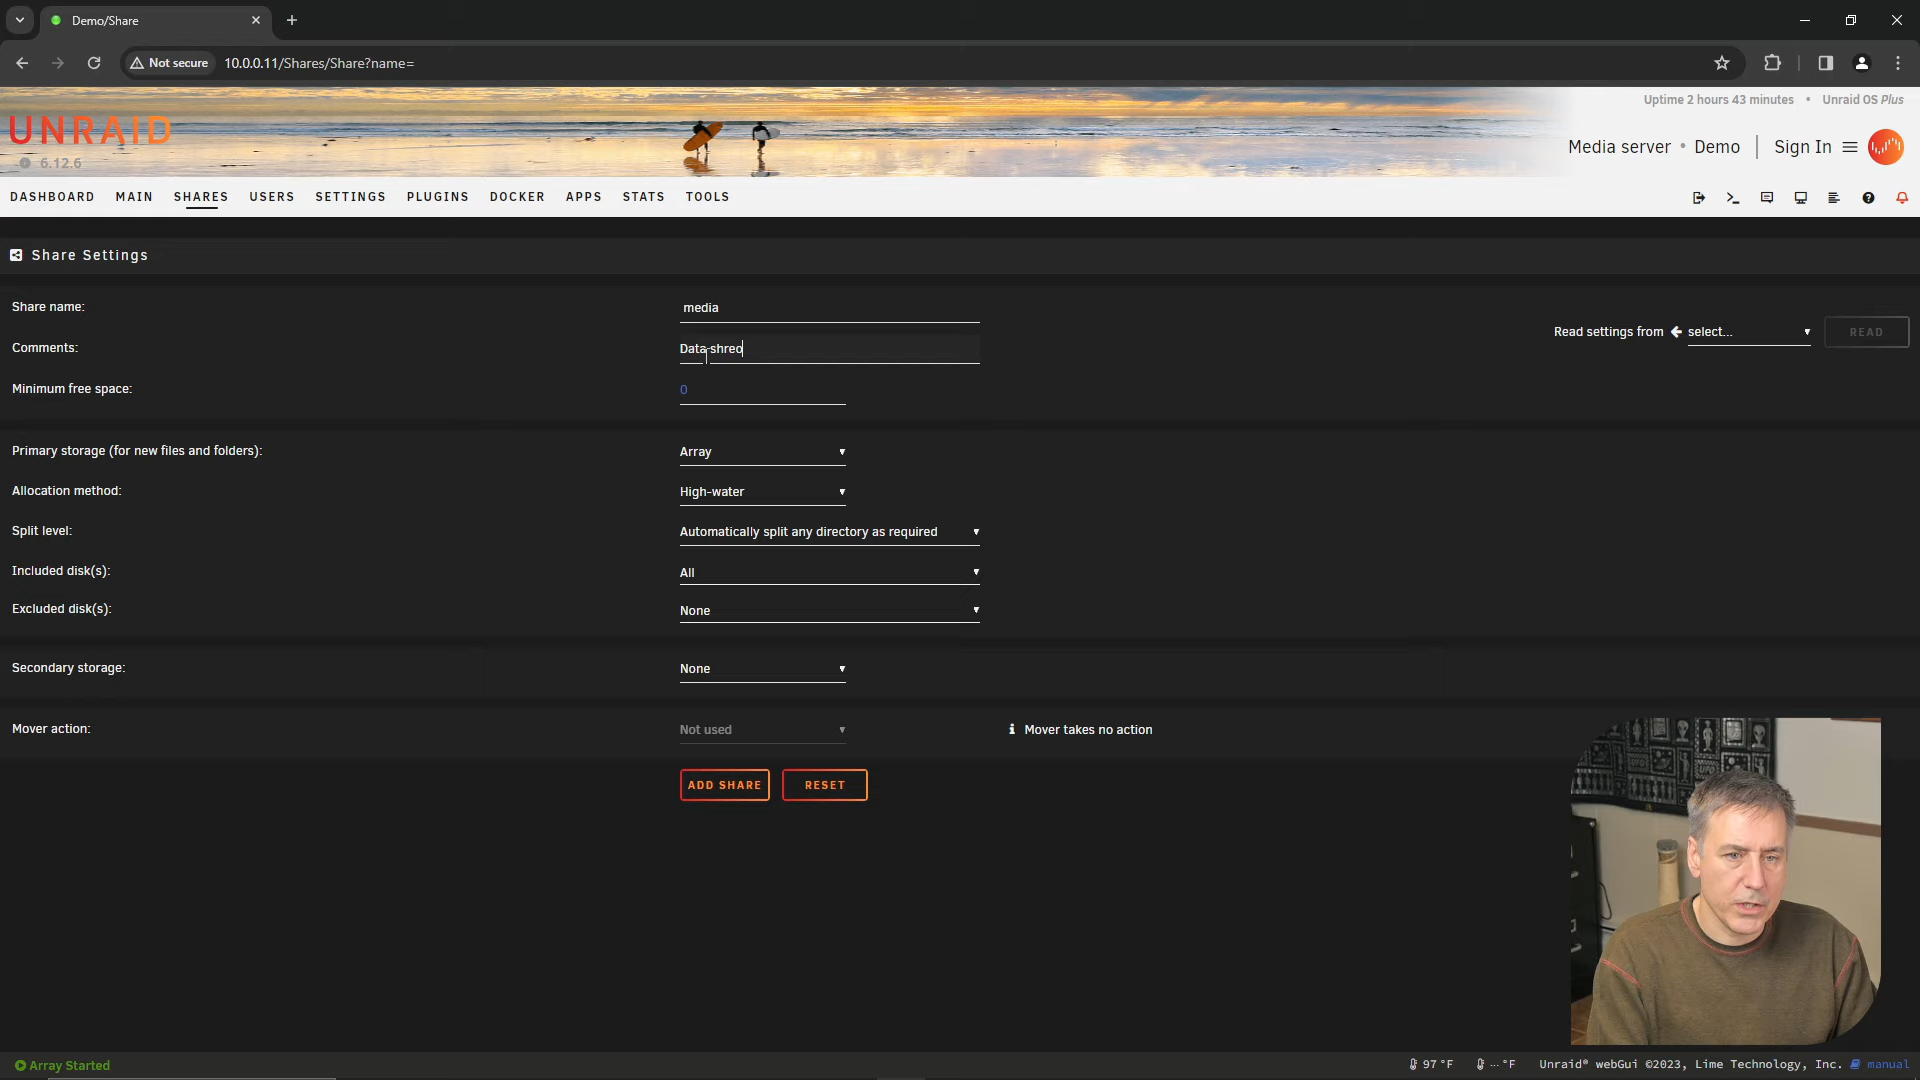 Demo/Share
Not secure
10.0.0.11/Shares/Share?name=
Uptime 2 hours 43 minutes • Unraid OS Plus
UNRAID
6.12.6
Media server • Demo
Sign In
DASHBOARD MAIN SHARES USERS SETTINGS PLUGINS DOCKER APPS STATS TOOLS
Share Settings
Share name: media
Read settings from select... READ
Comments: Data shreo
Minimum free space: 0
Primary storage (for new files and folders): Array
Allocation method: High-water
Split level: Automatically split any directory as required
Included disk(s): All
Excluded disk(s): None
Secondary storage: None
Mover action: Not used Mover takes no action
ADD SHARE RESET
Array Started
97 °F -- °F Unraid® webGui ©2023, Lime Technology, Inc. manual